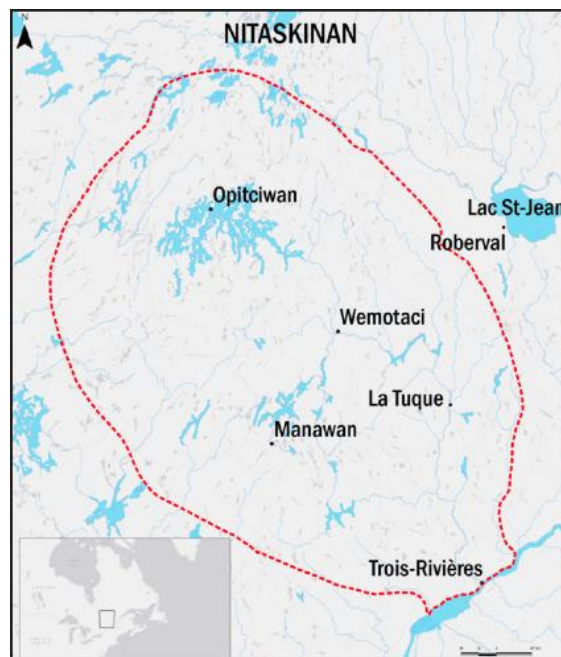 NITASKINAN
N
Opitciwan
Lac St-Jean
Roberval
Wemotaci
La Tuque
Manawan
Trois-Rivières